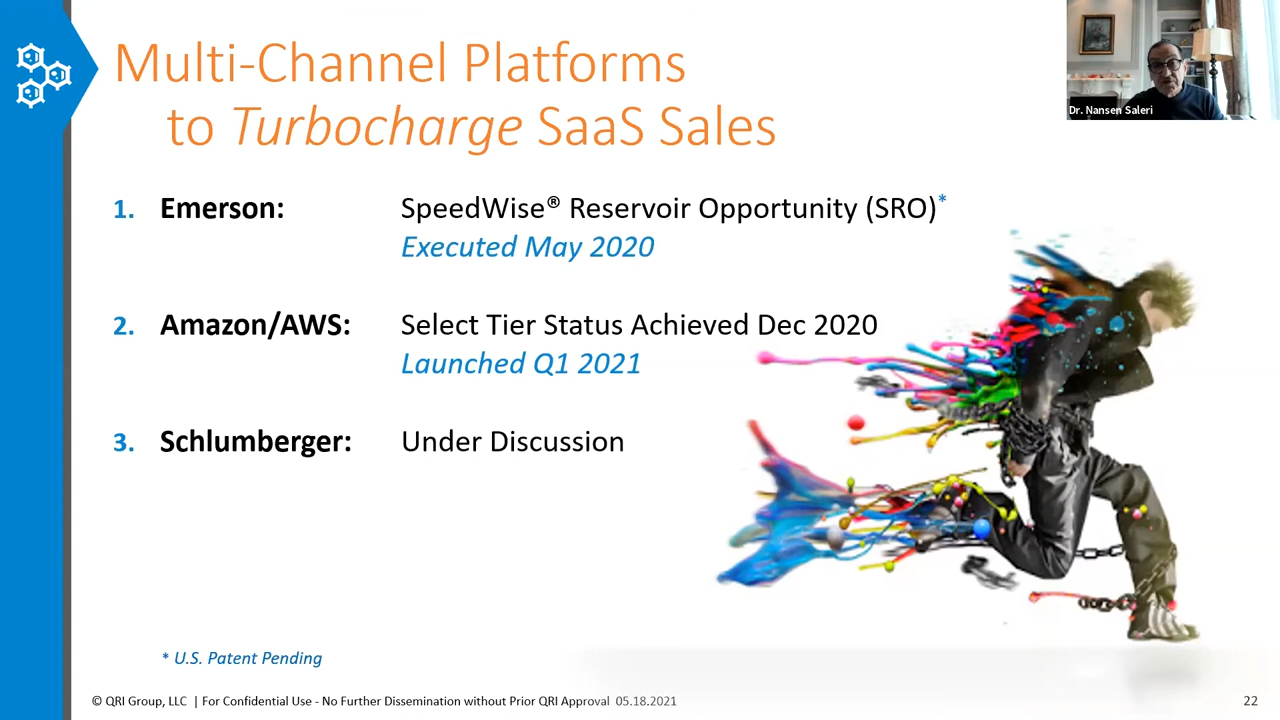 Multi-Channel Platforms
to Turbocharge SaaS Sales
Dr. Nansen Saleri
1. Emerson: SpeedWise® Reservoir Opportunity (SRO)*
Executed May 2020
2. Amazon/AWS: Select Tier Status Achieved Dec 2020
Launched Q1 2021
3. Schlumberger: Under Discussion
* U.S. Patent Pending
© QRI Group, LLC | For Confidential Use - No Further Dissemination without Prior QRI Approval 05.18.2021
22